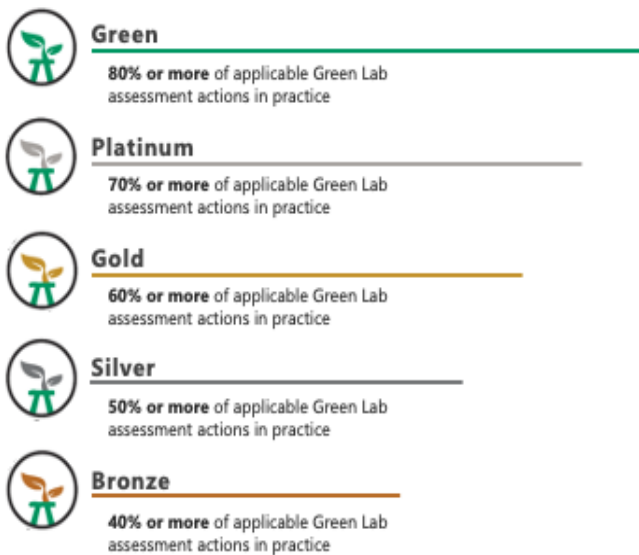 Green
80% or more of applicable Green Lab
assessment actions in practice
Platinum
70% or more of applicable Green Lab
assessment actions in practice
Gold
60% or more of applicable Green Lab
assessment actions in practice
Silver
50% or more of applicable Green Lab
assessment actions in practice
Bronze
40% or more of applicable Green Lab
assessment actions in practice